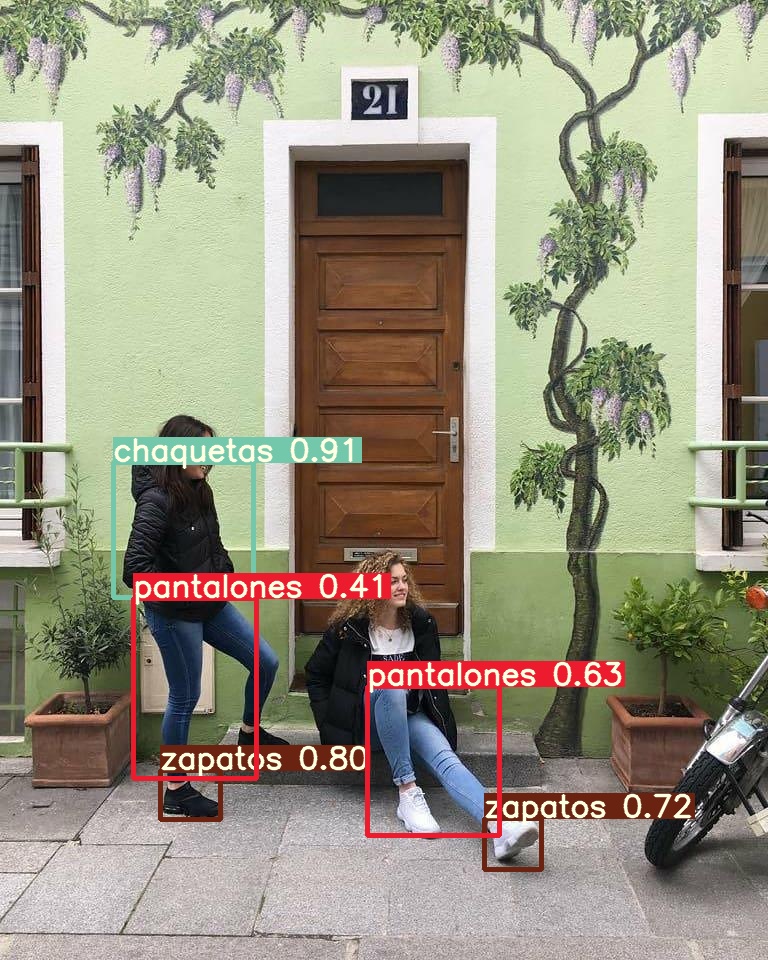 21
chaquetas 0.91
pantalones 0.41
pantalones 0.63
zapatos 0.80
zapatos 0.72